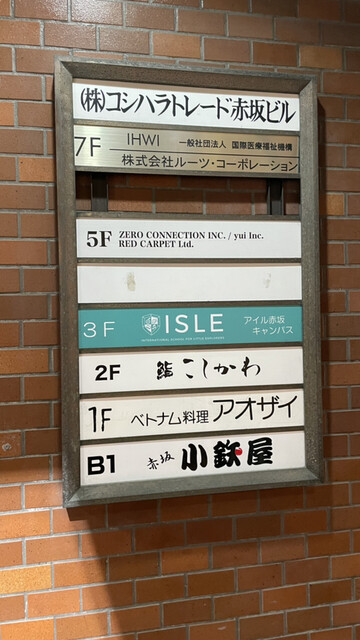 (株)コシハラトレード赤坂ビル
7F IHWI 一般社団法人 国際医療福祉機構
株式会社ルーツ・コーポレーション
5F ZERO CONNECTION INC. / yui Inc.
RED CARPET Ltd.
3F ISLE アイル赤坂
キャンパス
INTERNATIONAL SCHOOL FOR LITTLE EXPLORERS
2F 鮨 こしかわ
1F ベトナム料理 アオザイ
B1 赤坂 小鉄屋